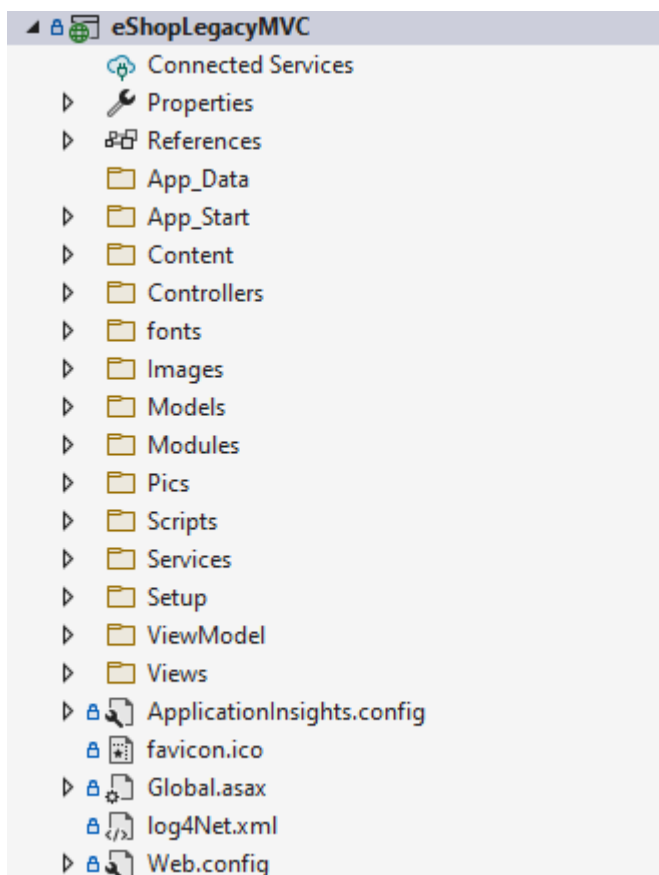 eShopLegacyMVC
Connected Services
Properties
References
App_Data
App_Start
Content
Controllers
fonts
Images
Models
Modules
Pics
Scripts
Services
Setup
ViewModel
Views
ApplicationInsights.config
favicon.ico
Global.asax
log4Net.xml
Web.config